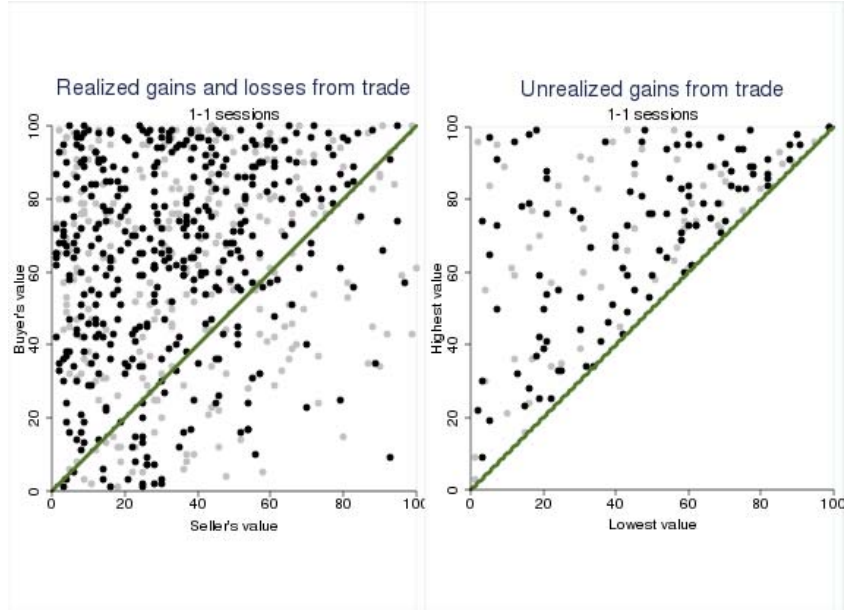 Realized gains and losses from trade
1-1 sessions
100
80
60
40
20
0
Buyer's value
0 20 40 60 80 100
Seller's value
Unrealized gains from trade
1-1 sessions
100
80
60
40
20
0
Highest value
0 20 40 60 80 100
Lowest value